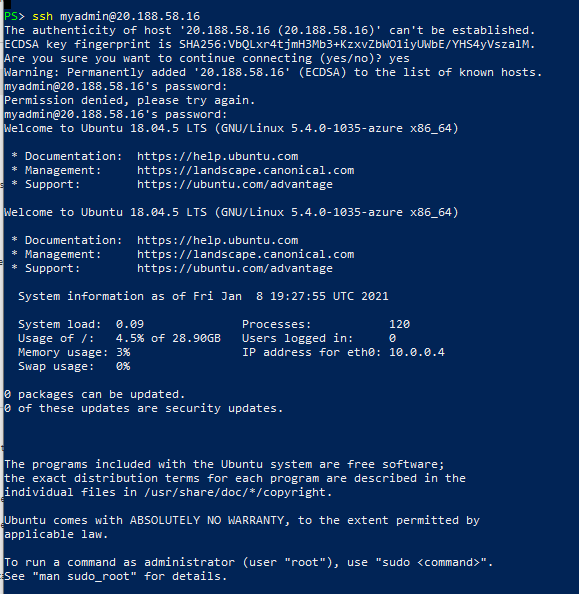 PS> ssh myadmin@20.188.58.16
The authenticity of host '20.188.58.16 (20.188.58.16)' can't be established.
ECDSA key fingerprint is SHA256:VbQLxr4tjmH3Mb3+KzxvZbWO1iyUWbE/YHS4yVszalM.
Are you sure you want to continue connecting (yes/no)? yes
Warning: Permanently added '20.188.58.16' (ECDSA) to the list of known hosts.
myadmin@20.188.58.16's password:
Permission denied, please try again.
myadmin@20.188.58.16's password:
Welcome to Ubuntu 18.04.5 LTS (GNU/Linux 5.4.0-1035-azure x86_64)
* Documentation: https://help.ubuntu.com
* Management: https://landscape.canonical.com
* Support: https://ubuntu.com/advantage
Welcome to Ubuntu 18.04.5 LTS (GNU/Linux 5.4.0-1035-azure x86_64)
* Documentation: https://help.ubuntu.com
* Management: https://landscape.canonical.com
* Support: https://ubuntu.com/advantage
System information as of Fri Jan 8 19:27:55 UTC 2021
System load: 0.09 Processes: 120
Usage of /: 4.5% of 28.90GB Users logged in: 0
Memory usage: 3% IP address for eth0: 10.0.0.4
Swap usage: 0%
0 packages can be updated.
0 of these updates are security updates.
The programs included with the Ubuntu system are free software;
the exact distribution terms for each program are described in the
individual files in /usr/share/doc/*/copyright.
Ubuntu comes with ABSOLUTELY NO WARRANTY, to the extent permitted by
applicable law.
To run a command as administrator (user "root"), use "sudo <command>".
See "man sudo_root" for details.